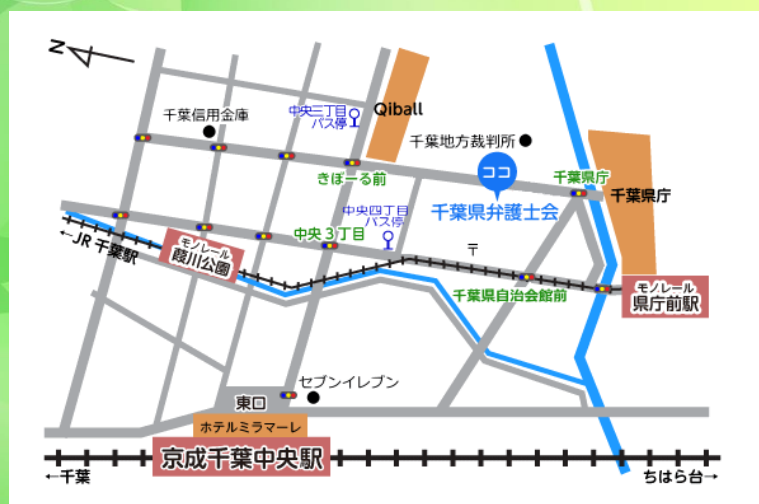 N
千葉信用金庫
中央三丁目
バス停
Qiball
千葉地方裁判所
ココ
千葉県弁護士会
千葉県庁
千葉県庁
きぼーる前
中央四丁目
バス停
中央3丁目
〒
←JR 千葉駅
モノレール
葭川公園
千葉県自治会館前
モノレール
県庁前駅
セブンイレブン
東口
ホテルミラマーレ
京成千葉中央駅
←千葉
ちはら台→